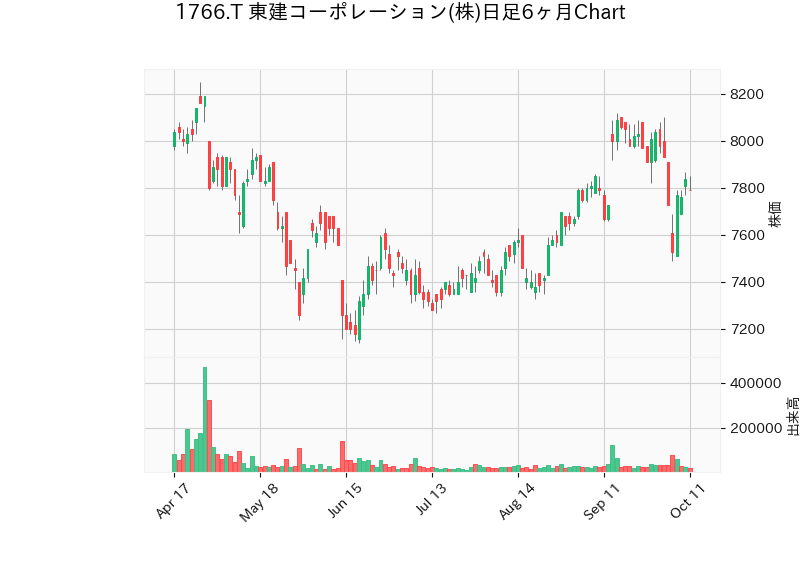 1766.T 東建コーポレーション(株)日足6ヶ月Chart
8200
8000
7800
7600
7400
7200
株価
400000
200000
出来高
Apr 17
May 18
Jun 15
Jul 13
Aug 14
Sep 11
Oct 11